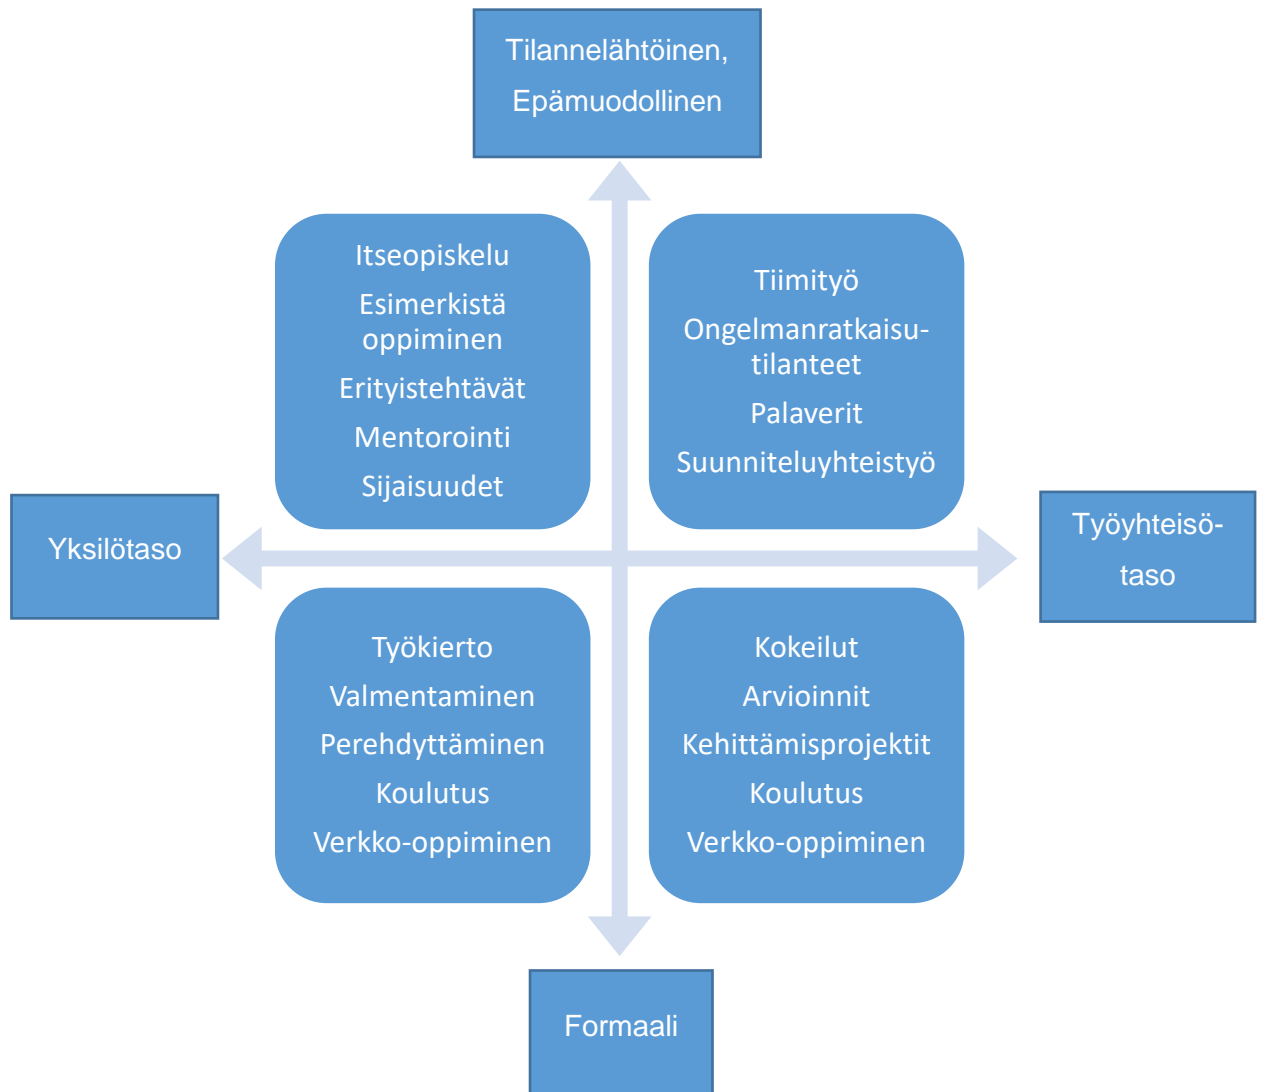 Tilannelähtöinen,
Epämuodollinen
Itseopiskelu
Esimerkistä
oppiminen
Erityistehtävät
Mentorointi
Sijaisuudet
Tiimityö
Ongelmanratkaisu-
tilanteet
Palaverit
Suunniteluyhteistyö
Yksilötaso
Työyhteisö-
taso
Työkierto
Valmentaminen
Perehdyttäminen
Koulutus
Verkko-oppiminen
Kokeilut
Arvioinnit
Kehittämisprojektit
Koulutus
Verkko-oppiminen
Formaali